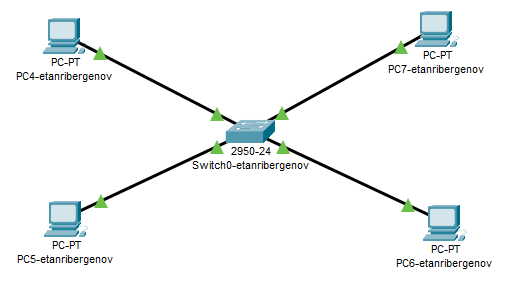 PC-PT
PC4-etanribergenov
PC-PT
PC7-etanribergenov
2950-24
Switch0-etanribergenov
PC-PT
PC5-etanribergenov
PC-PT
PC6-etanribergenov